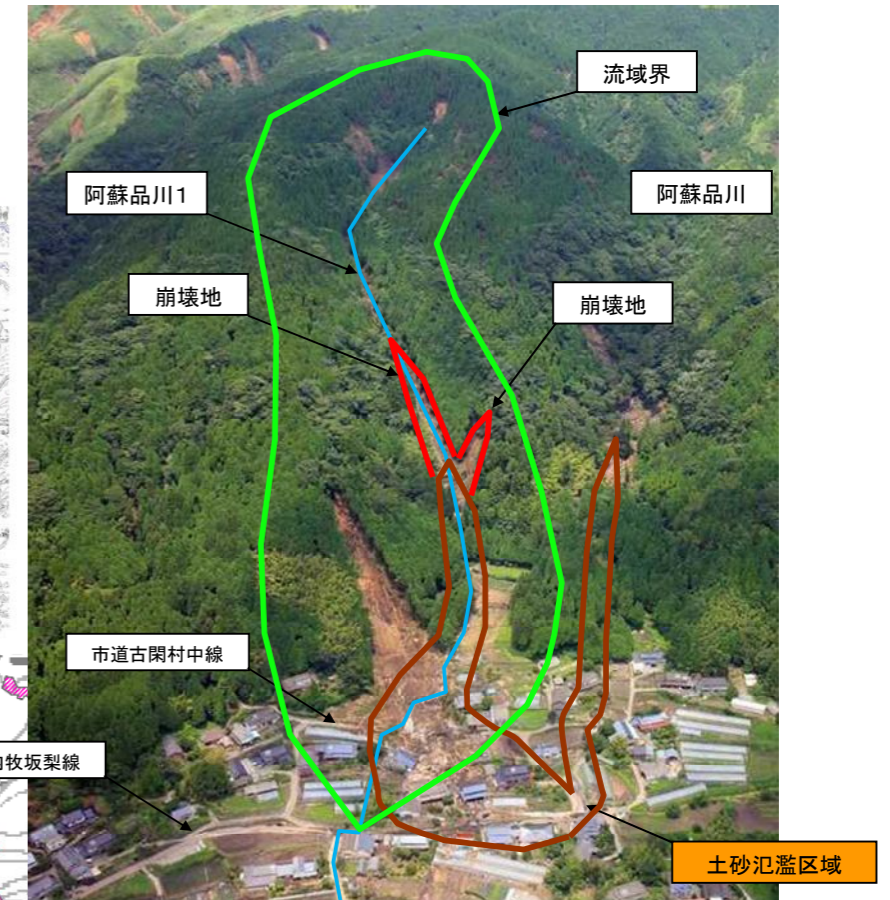 流域界
阿蘇品川1
阿蘇品川
崩壊地
崩壊地
市道古閑村中線
牧坂梨線
土砂氾濫区域